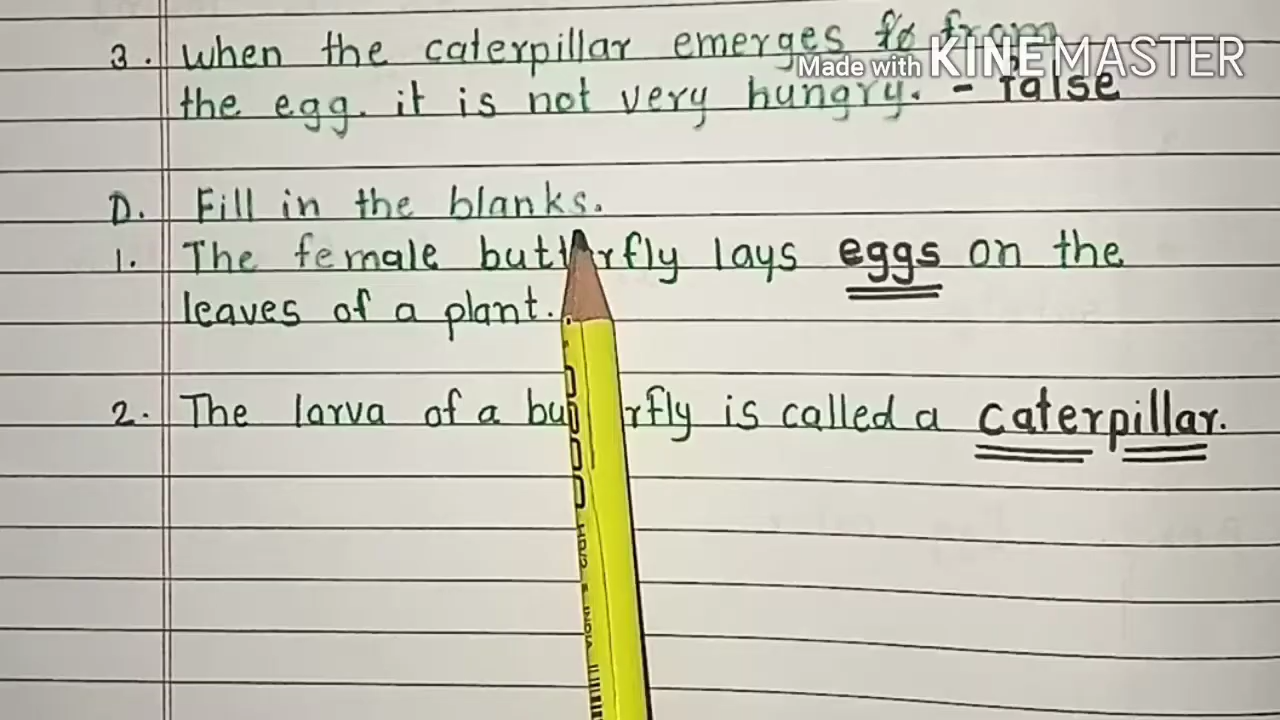 3. When the caterpillar emerges from
Made with KINEMASTER
the egg. it is not very hungry. - false
D. Fill in the blanks.
1. The female butterfly lays eggs on the
leaves of a plant.
2. The larva of a butterfly is called a caterpillar.
INDIA